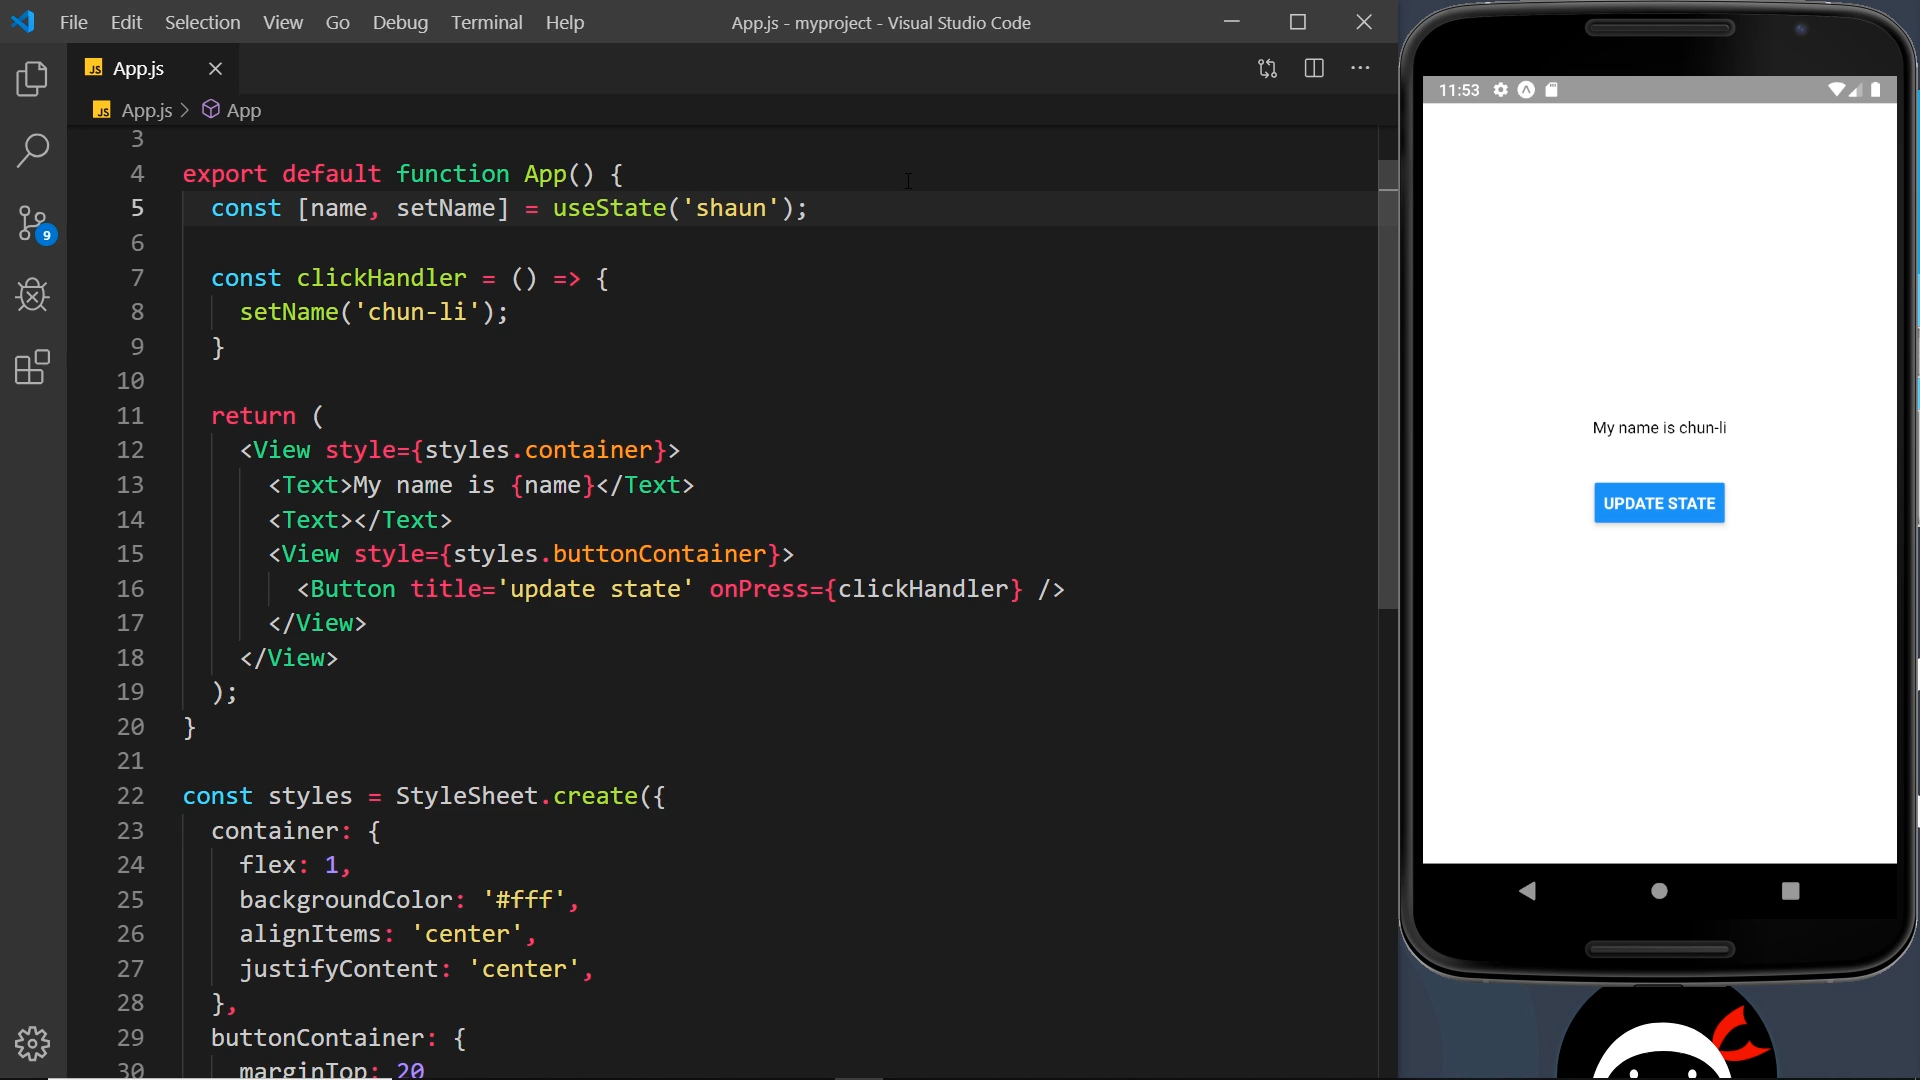 File Edit Selection View Go Debug Terminal Help
App.js - myproject - Visual Studio Code
JS App.js
JS App.js > App
3
4 export default function App() {
5 const [name, setName] = useState('shaun');
6
7 const clickHandler = () => {
8 setName('chun-li');
9 }
10
11 return (
12 <View style={styles.container}>
13 <Text>My name is {name}</Text>
14 <Text></Text>
15 <View style={styles.buttonContainer}>
16 <Button title='update state' onPress={clickHandler} />
17 </View>
18 </View>
19 );
20 }
21
22 const styles = StyleSheet.create({
23 container: {
24 flex: 1,
25 backgroundColor: '#fff',
26 alignItems: 'center',
27 justifyContent: 'center',
28 },
29 buttonContainer: {
30 marginTop: 20
9
11:53
My name is chun-li
UPDATE STATE